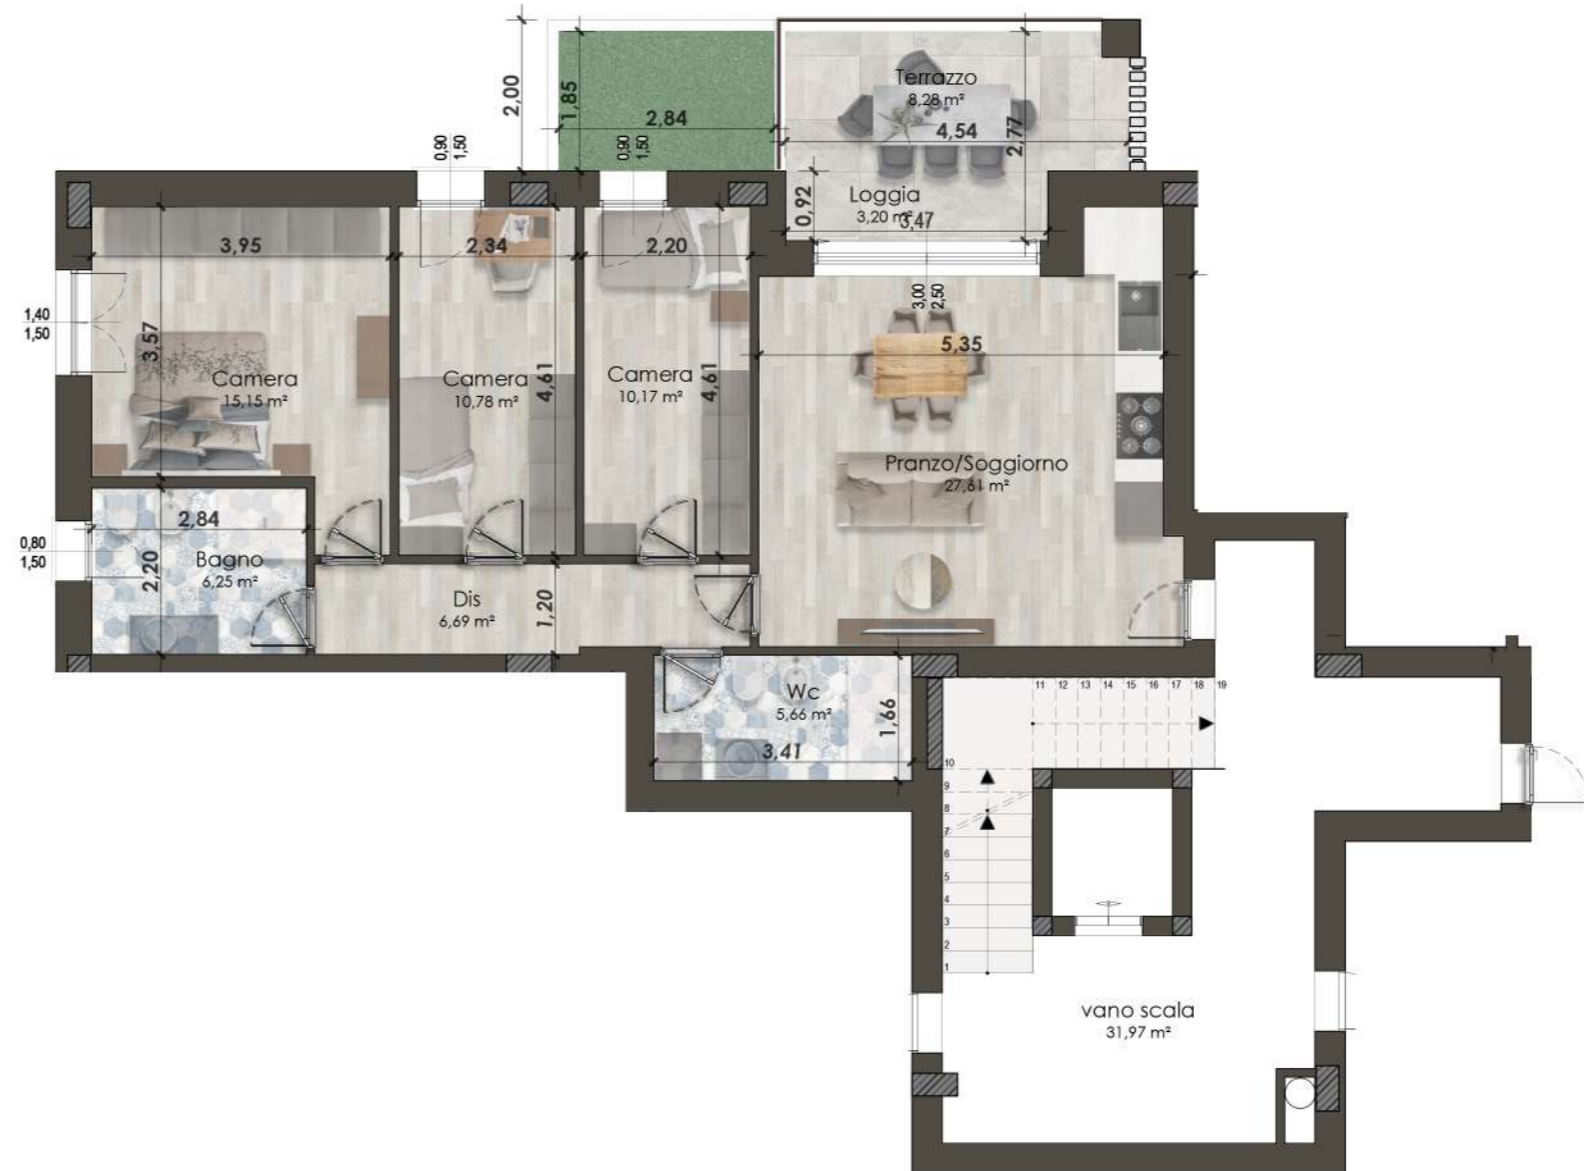 2,00
1,85
2,84
Terrazzo
8,28 m²
4,54
2,77
0,90
1,50
0,90
1,50
Loggia
3,20 m²
0,92
3,47
3,95
2,34
2,20
1,40
1,50
3,57
4,61
4,61
3,00
2,50
5,35
Camera
15,15 m²
Camera
10,78 m²
Camera
10,17 m²
Pranzo/Soggiorno
27,61 m²
0,80
1,50
2,84
2,20
Bagno
6,25 m²
Dis
6,69 m²
1,20
Wc
5,66 m²
1,66
3,41
11 12 13 14 15 16 17 18 19
10
9
8
7
6
5
4
3
2
1
vano scala
31,97 m²